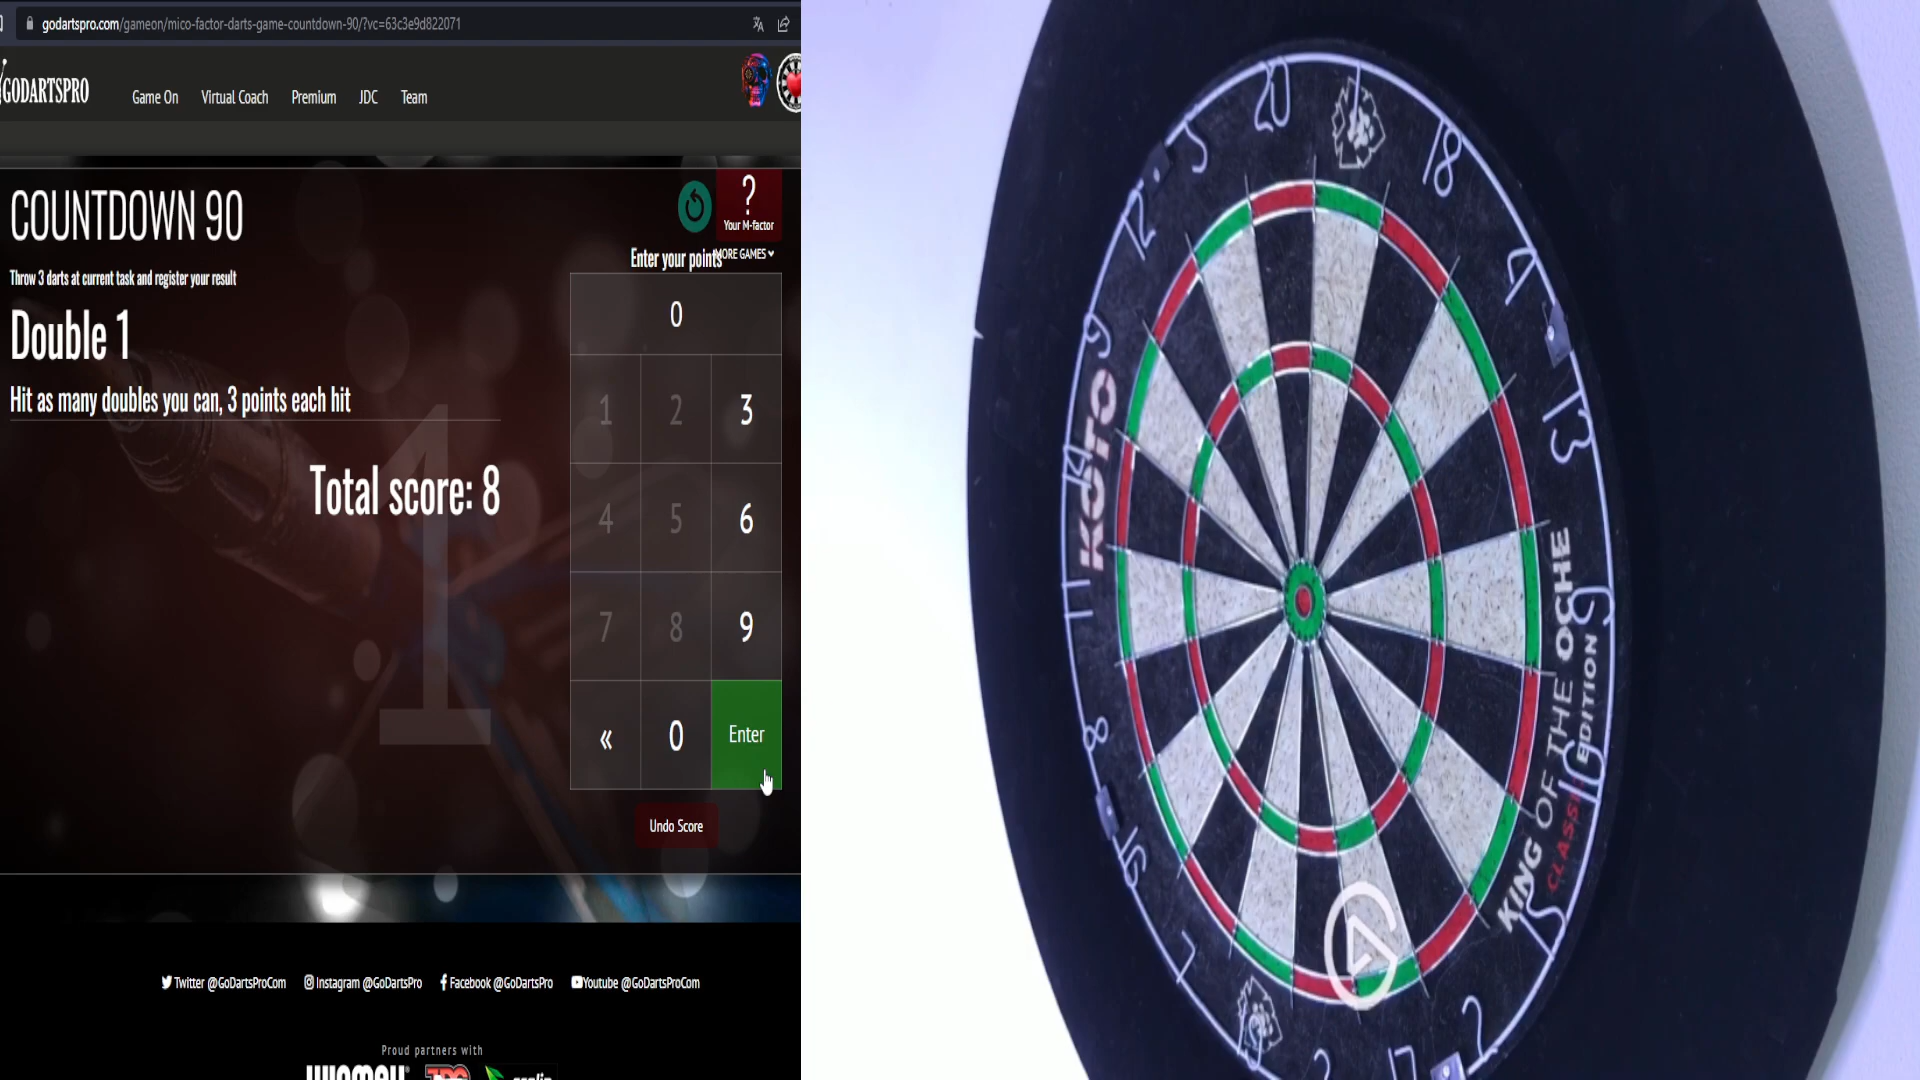 godartspro.com/gameon/mico-factor-darts-game-countdown-90/?vc=63c3e9d822071
GODARTSPRO
Game On
Virtual Coach
Premium
JDC
Team
COUNTDOWN 90
?
Your M-factor
MORE GAMES
Throw 3 darts at current task and register your result
Enter your points
Double 1
Hit as many doubles you can, 3 points each hit
Total score: 8
1
0
1
2
3
4
5
6
7
8
9
«
0
Enter
Undo Score
Twitter @GoDartsProCom
Instagram @GoDartsPro
Facebook @GoDartsPro
Youtube @GoDartsProCom
Proud partners with
20
1
18
4
13
6
10
15
2
17
7
16
8
11
14
9
12
5
KOTO
KING OF THE OCHE
CLASSIC EDITION